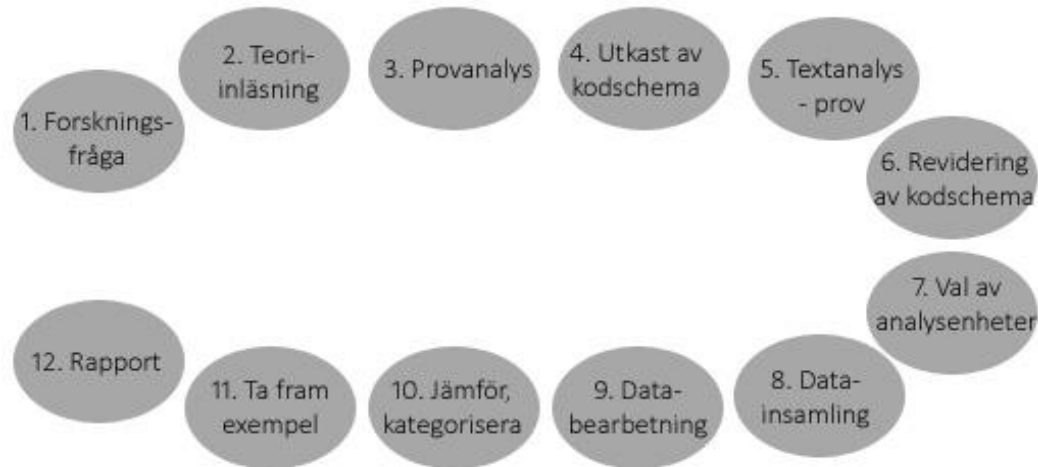 1. Forsknings-
fråga
2. Teori-
inläsning
3. Provanalys
4. Utkast av
kodschema
5. Textanalys
- prov
6. Revidering
av kodschema
7. Val av
analysenheter
8. Data-
insamling
9. Data-
bearbetning
10. Jämför,
kategorisera
11. Ta fram
exempel
12. Rapport